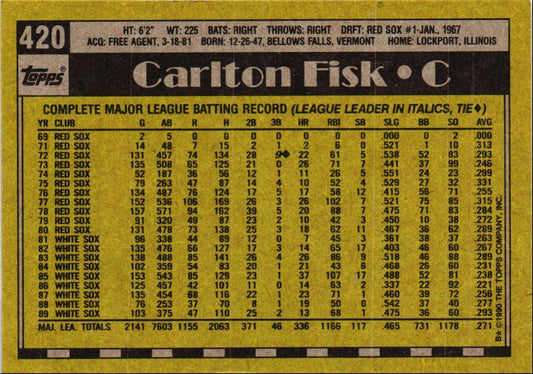 420
HT: 6'2" WT: 225 BATS: RIGHT THROWS: RIGHT DRFT: RED SOX #1-JAN., 1967
ACQ: FREE AGENT, 3-18-81 BORN: 12-26-47, BELLOWS FALLS, VERMONT HOME: LOCKPORT, ILLINOIS
TOPPS
Carlton Fisk • C
COMPLETE MAJOR LEAGUE BATTING RECORD (LEAGUE LEADER IN ITALICS, TIE♦)
YR CLUB G AB R H 2B 3B HR RBI SB SLG BB SO AVG
69 RED SOX 2 5 0 0 0 0 0 0 0 .000 0 2 .000
71 RED SOX 14 48 7 15 2 1 2 6 0 .521 1 10 .313
72 RED SOX 131 457 74 134 28 9♦ 22 61 5 .538 52 83 .293
73 RED SOX 135 508 65 125 21 0 26 71 7 .441 37 99 .246
74 RED SOX 52 187 36 56 12 1 11 26 5 .551 24 23 .299
75 RED SOX 79 263 47 87 14 4 10 52 4 .529 27 32 .331
76 RED SOX 134 487 76 124 17 5 17 58 12 .415 56 71 .255
77 RED SOX 152 536 106 169 26 3 26 102 7 .521 75 85 .315
78 RED SOX 157 571 94 162 39 5 20 88 7 .475 71 83 .284
79 RED SOX 91 320 49 87 23 2 10 42 3 .450 10 38 .272
80 RED SOX 131 478 73 138 25 3 18 62 11 .467 36 62 .289
81 WHITE SOX 96 338 44 89 12 0 7 45 3 .361 38 37 .263
82 WHITE SOX 135 476 66 127 17 3 14 65 17 .403 46 60 .267
83 WHITE SOX 138 488 85 141 26 4 26 86 9 .518 46 88 .289
84 WHITE SOX 102 359 54 83 20 1 21 43 6 .468 26 60 .231
85 WHITE SOX 153 543 85 129 23 1 37 107 17 .488 52 81 .238
86 WHITE SOX 125 457 42 101 11 0 14 63 2 .337 22 92 .221
87 WHITE SOX 135 454 68 116 22 1 23 71 1 .460 39 72 .256
88 WHITE SOX 76 253 37 70 8 1 19 50 0 .542 37 40 .277
89 WHITE SOX 103 375 47 110 25 2 13 68 1 .475 36 60 .293
MAJ. LEA. TOTALS 2141 7603 1155 2063 371 46 336 1166 117 .465 731 1178 .271
B* ©1990 THE TOPPS COMPANY, INC.